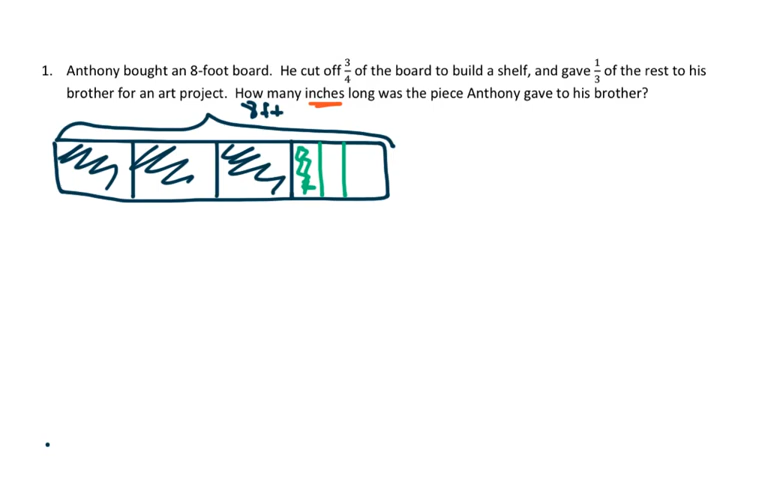 1. Anthony bought an 8-foot board. He cut off 3/4 of the board to build a shelf, and gave 1/3 of the rest to his
brother for an art project. How many inches long was the piece Anthony gave to his brother?
8ft